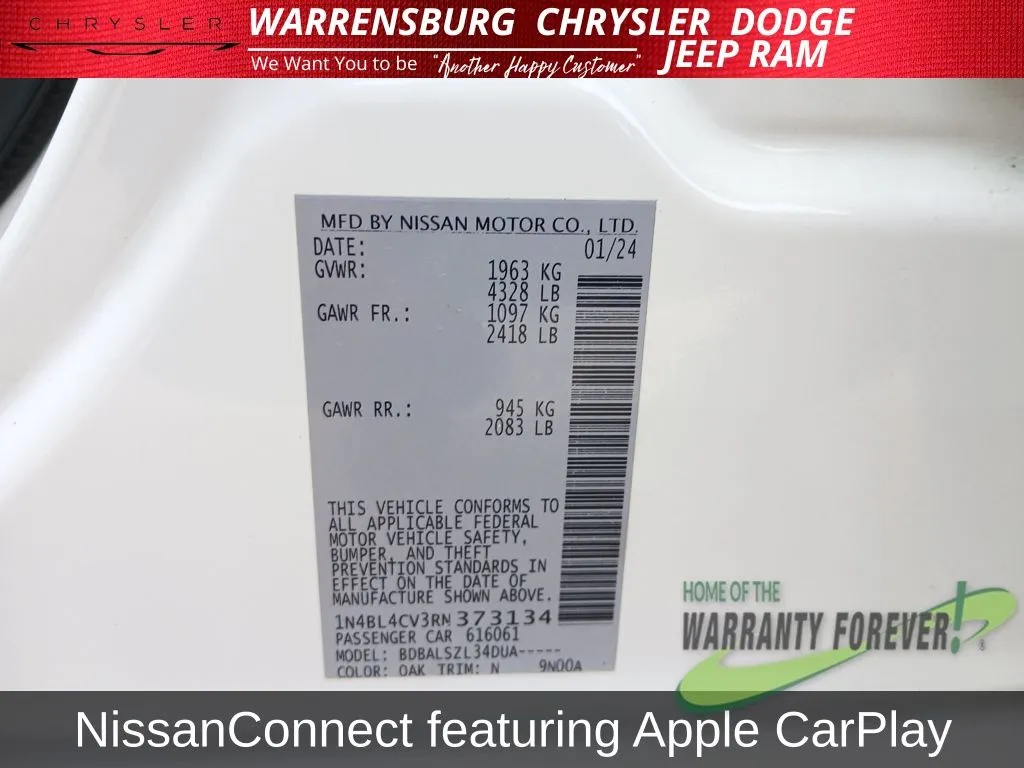 CHRYSLER
WARRENSBURG CHRYSLER DODGE
JEEP RAM
We Want You to be "Another Happy Customer"
MFD BY NISSAN MOTOR CO., LTD.
DATE: 01/24
GVWR: 1963 KG
4328 LB
GAWR FR.: 1097 KG
2418 LB
GAWR RR.: 945 KG
2083 LB
THIS VEHICLE CONFORMS TO
ALL APPLICABLE FEDERAL
MOTOR VEHICLE SAFETY,
BUMPER, AND THEFT
PREVENTION STANDARDS IN
EFFECT ON THE DATE OF
MANUFACTURE SHOWN ABOVE.
1N4BL4CV3RN373134
PASSENGER CAR 616061
MODEL: BDBALSZL34DUA-----
COLOR: OAK TRIM: N 9N00A
HOME OF THE
WARRANTY FOREVER!®
NissanConnect featuring Apple CarPlay